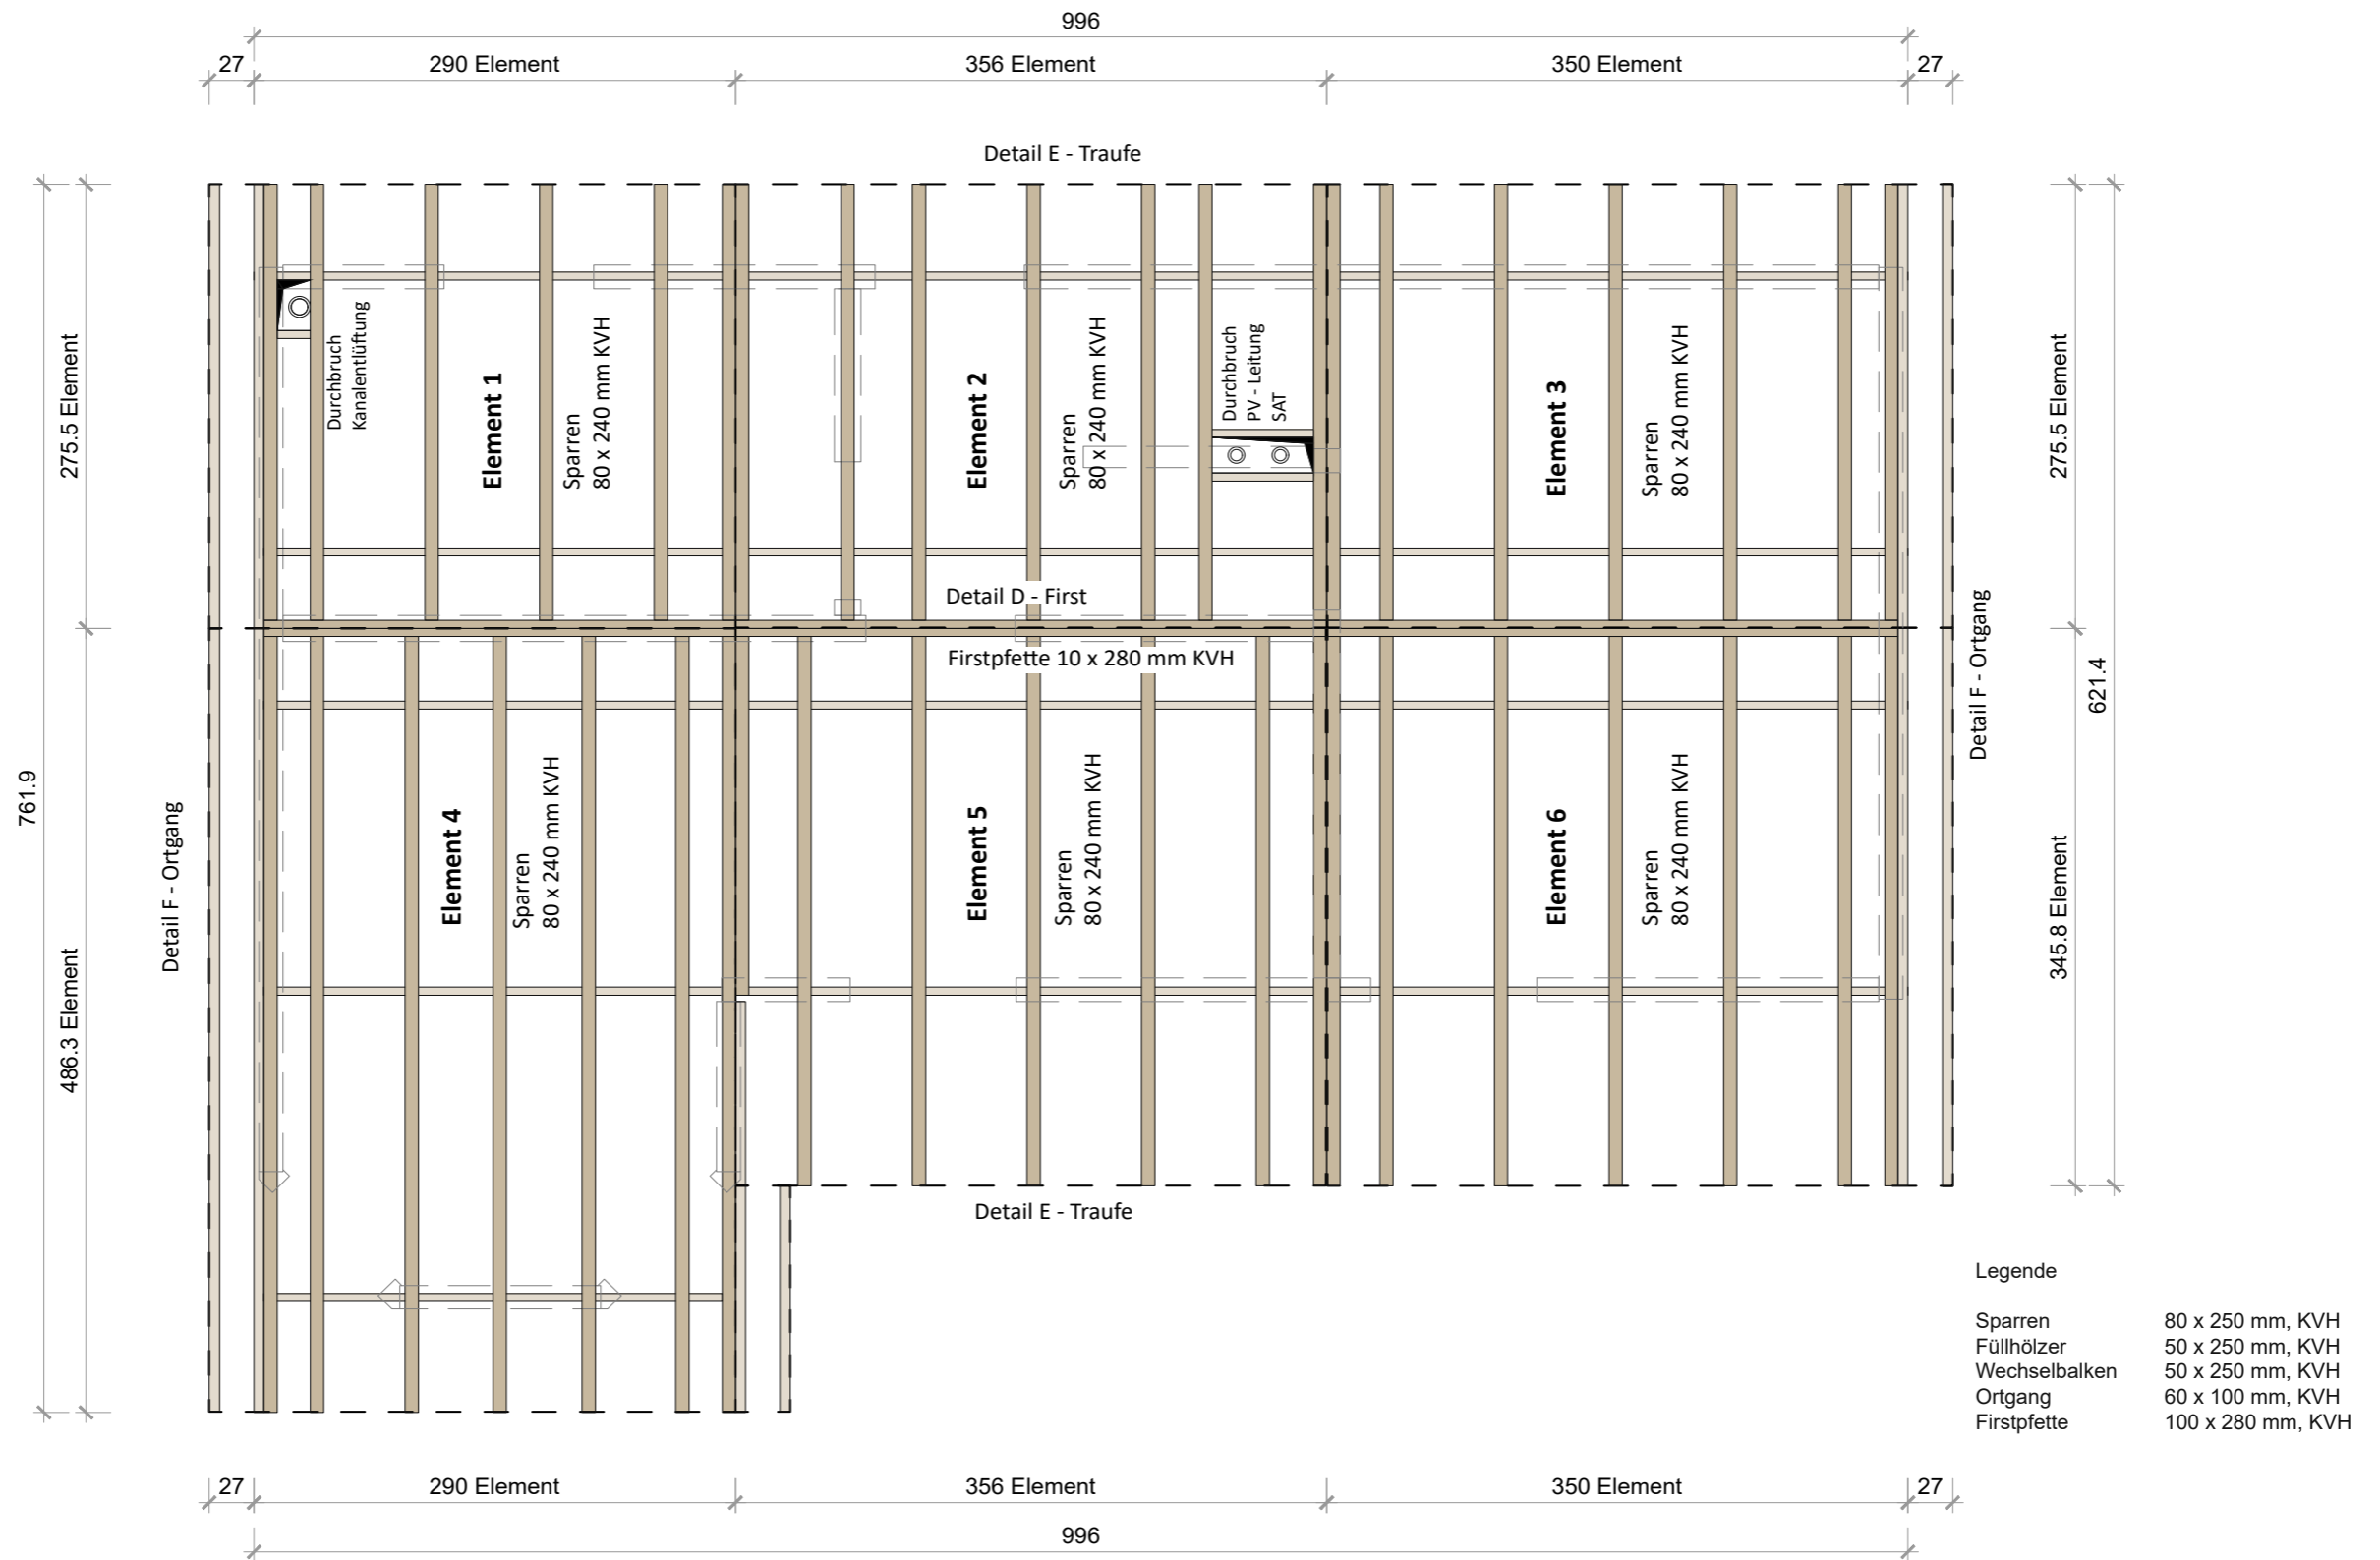 996
27
290 Element
356 Element
350 Element
27
Detail E - Traufe
275.5 Element
761.9
486.3 Element
Detail F - Ortgang
Durchbruch
Kanalentlüftung
Element 1
Sparren
80 x 240 mm KVH
Element 2
Sparren
80 x 240 mm KVH
Durchbruch
PV - Leitung
SAT
Element 3
Sparren
80 x 240 mm KVH
275.5 Element
621.4
345.8 Element
Detail F - Ortgang
Detail D - First
Firstpfette 10 x 280 mm KVH
Element 4
Sparren
80 x 240 mm KVH
Element 5
Sparren
80 x 240 mm KVH
Element 6
Sparren
80 x 240 mm KVH
Detail E - Traufe
Legende
Sparren 80 x 250 mm, KVH
Füllhölzer 50 x 250 mm, KVH
Wechselbalken 50 x 250 mm, KVH
Ortgang 60 x 100 mm, KVH
Firstpfette 100 x 280 mm, KVH
27
290 Element
356 Element
350 Element
27
996